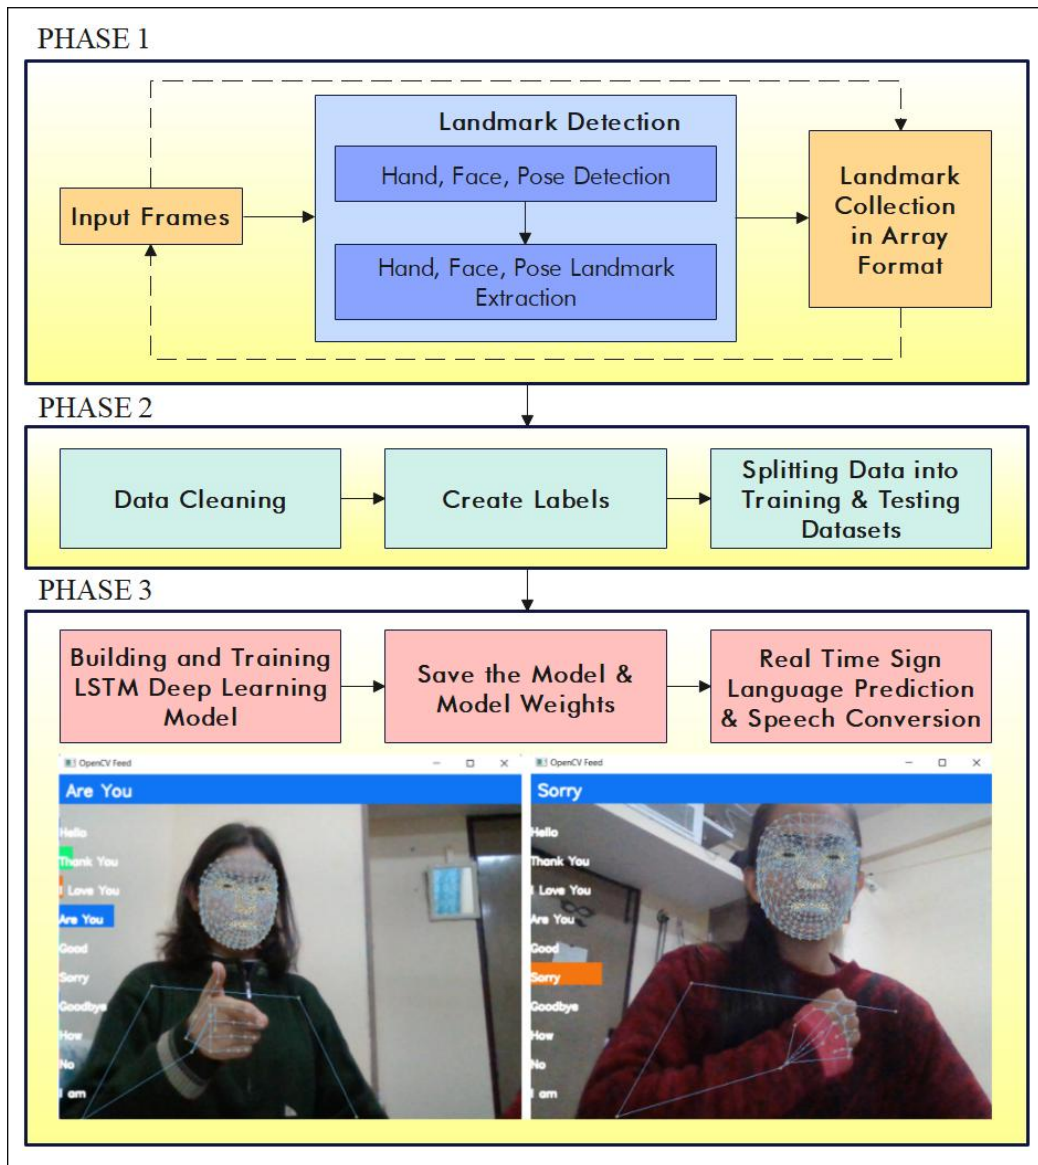 PHASE 1
Landmark Detection
Hand, Face, Pose Detection
Input Frames
Hand, Face, Pose Landmark
Extraction
Landmark
Collection
in Array
Format
PHASE 2
Data Cleaning
Create Labels
Splitting Data into
Training & Testing
Datasets
PHASE 3
Building and Training
LSTM Deep Learning
Model
Save the Model &
Model Weights
Real Time Sign
Language Prediction
& Speech Conversion
OpenCV Feed
Are You
Hello
Thank You
I Love You
Are You
Good
Sorry
Goodbye
How
No
I am
OpenCV Feed
Sorry
Hello
Thank You
I Love You
Are You
Good
Sorry
Goodbye
How
No
I am